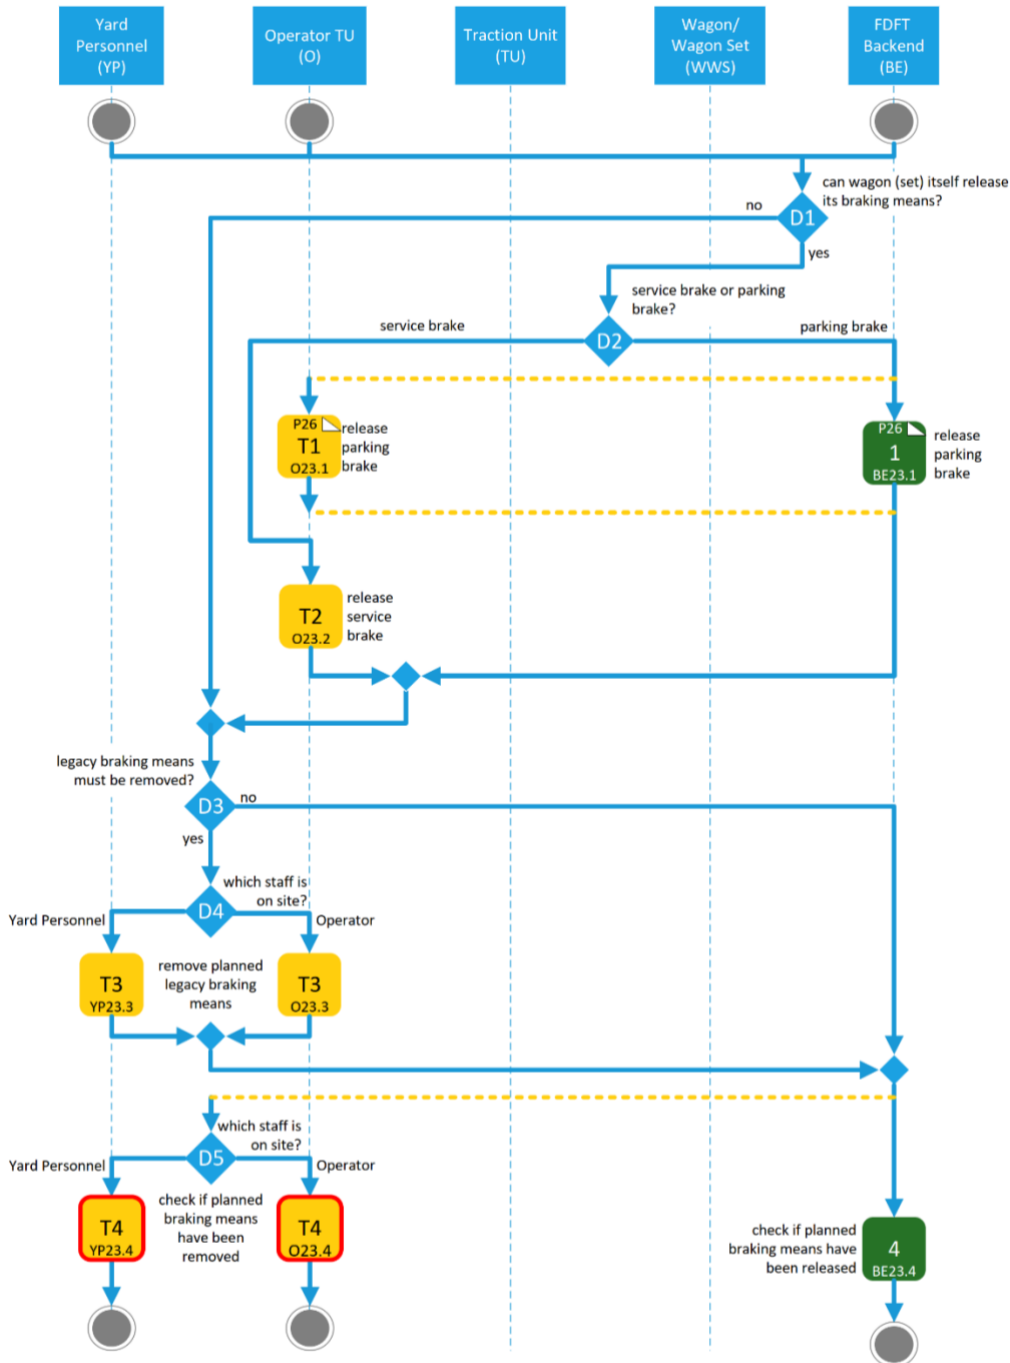 Yard
Personnel
(YP)
Operator TU
(O)
Traction Unit
(TU)
Wagon/
Wagon Set
(WWS)
FDFT
Backend
(BE)
can wagon (set) itself release
its braking means?
no
D1
yes
service brake or parking
brake?
service brake
D2
parking brake
P26
T1
O23.1
release
parking
brake
P26
1
BE23.1
release
parking
brake
T2
O23.2
release
service
brake
legacy braking means
must be removed?
D3
no
yes
which staff is
on site?
Yard Personnel
D4
Operator
T3
YP23.3
remove planned
legacy braking
means
T3
O23.3
which staff is
on site?
Yard Personnel
D5
Operator
T4
YP23.4
check if planned
braking means
have been
removed
T4
O23.4
check if planned
braking means have
been released
4
BE23.4